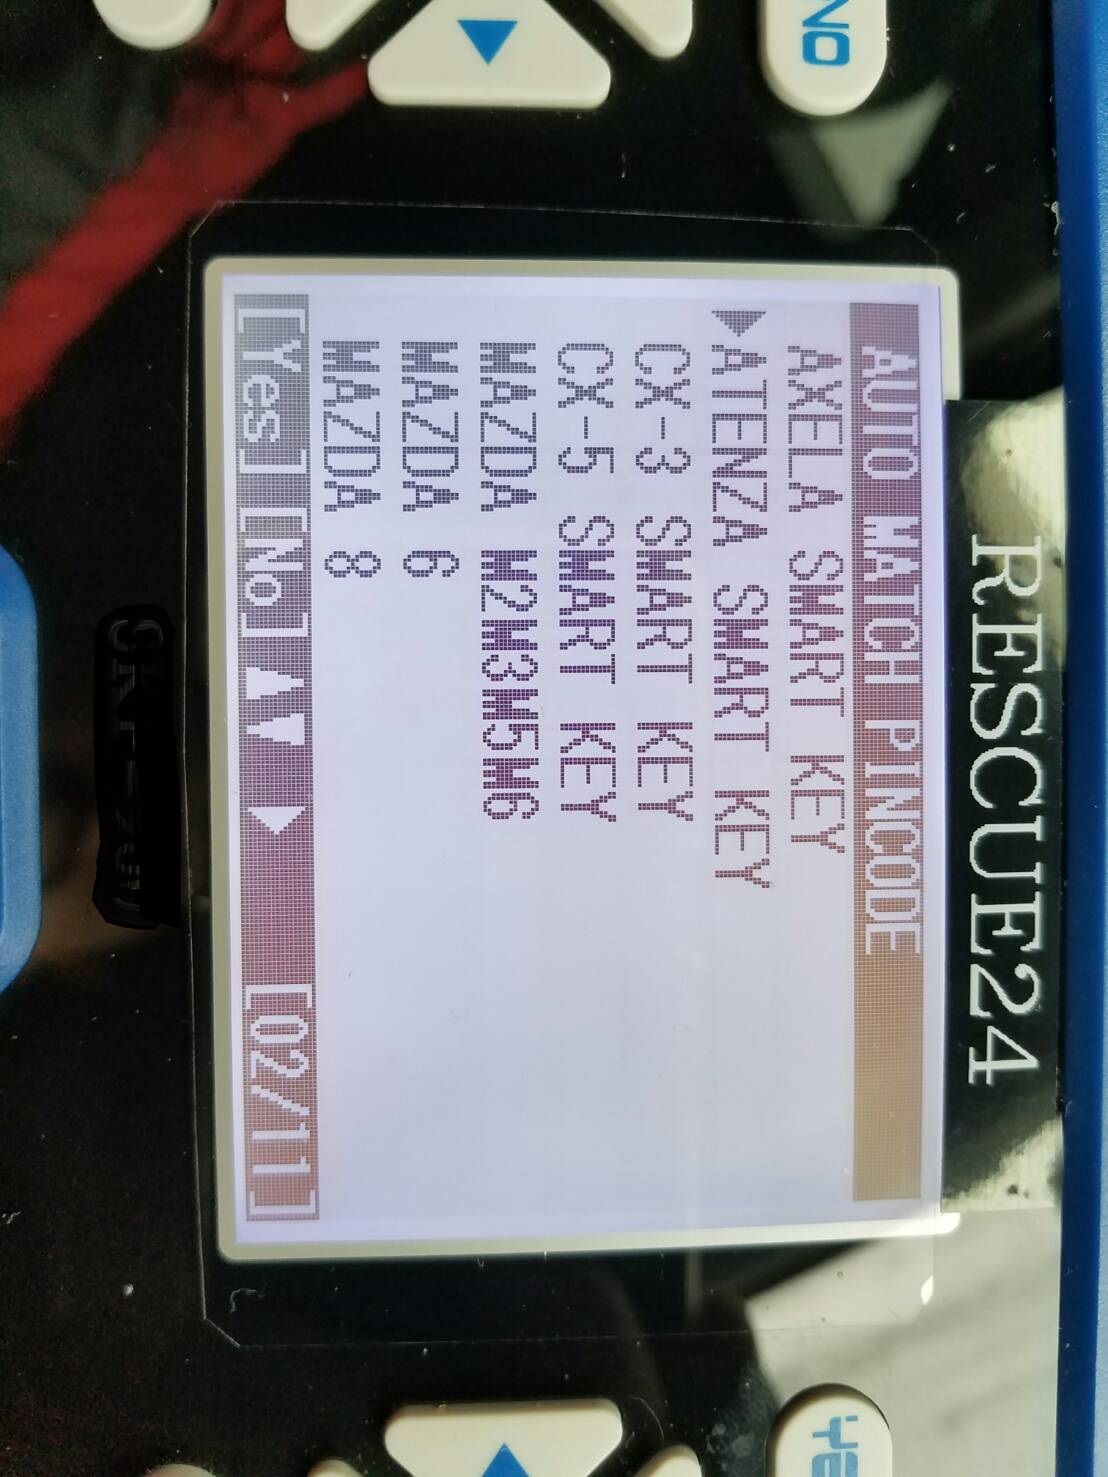 RESCUE24
AUTO MATCH PINCODE
AXELA SMART KEY
ATENZA SMART KEY
CX-3 SMART KEY
CX-5 SMART KEY
MAZDA M2M3M5M6
MAZDA 6
MAZDA 8
[Yes][No] [02/11]
NO